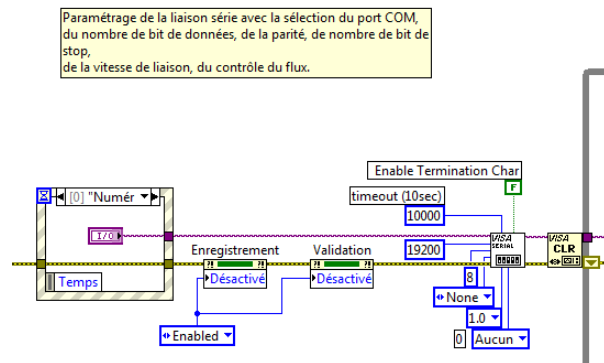 Paramétrage de la liaison série avec la sélection du port COM,
du nombre de bit de données, de la parité, de nombre de bit de
stop,
de la vitesse de liaison, du contrôle du flux.
Enable Termination Char
F
[0] "Numér
timeout (10sec)
10000
I/O
VISA
SERIAL
VISA
CLR
Enregistrement
Validation
19200
Désactivé
Désactivé
Temps
8
None
Enabled
1.0
0
Aucun